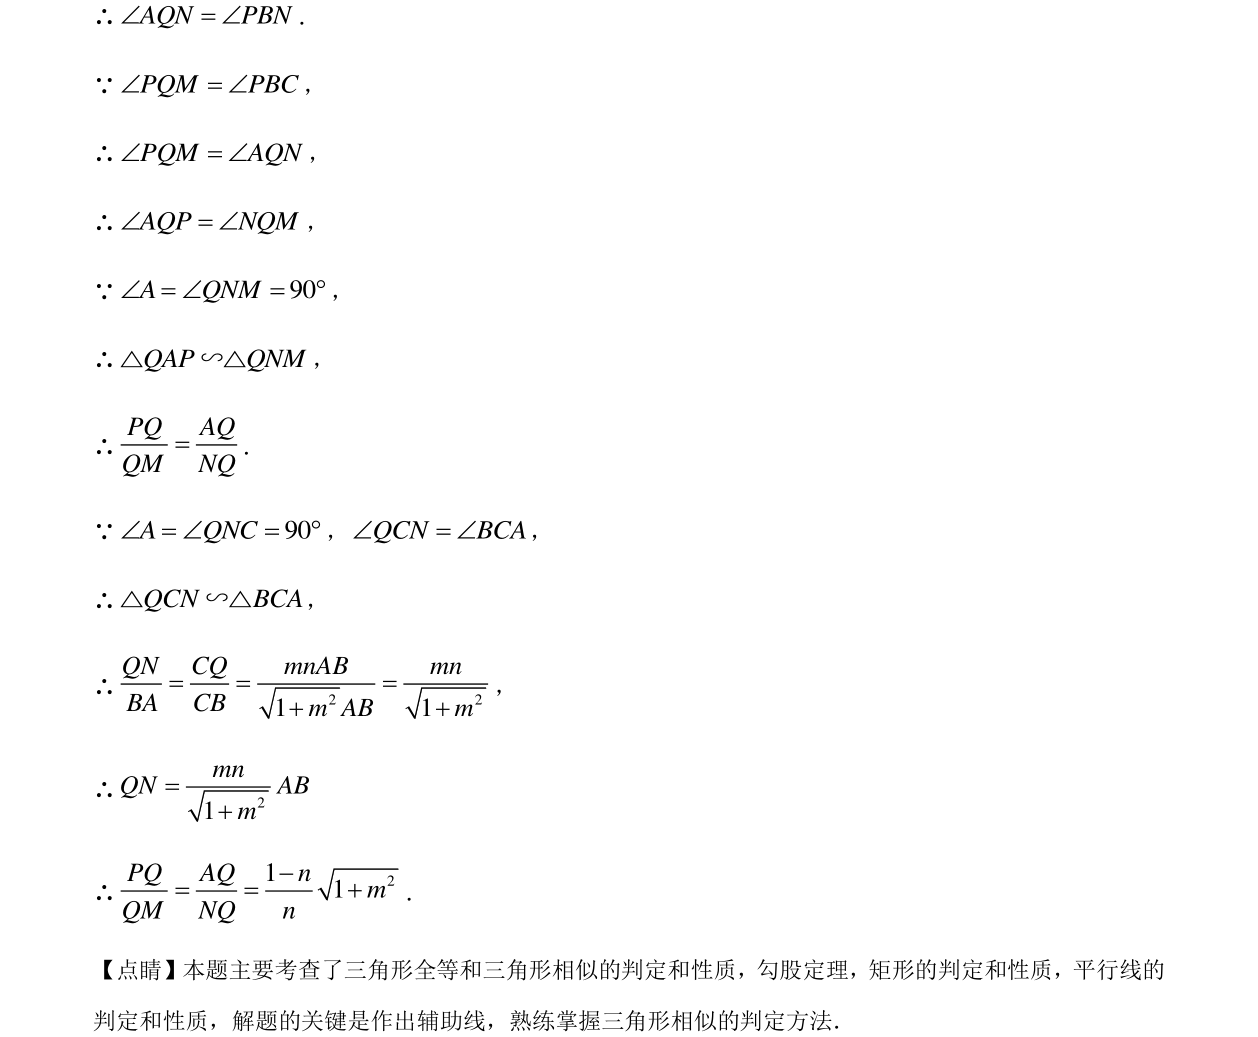 ∴∠AQN=∠PBN.
∵∠PQM=∠PBC,
∴∠PQM=∠AQN,
∴∠AQP=∠NQM,
∵∠A=∠QNM=90°,
∴△QAP∽△QNM,
∴PQ/QM=AQ/NQ.
∵∠A=∠QNC=90°, ∠QCN=∠BCA,
∴△QCN∽△BCA,
∴QN/BA=CQ/CB=mnAB/(√(1+m²)AB)=mn/√(1+m²),
∴QN=mn/√(1+m²) AB
∴PQ/QM=AQ/NQ=(1-n)/n √(1+m²).
【点睛】本题主要考查了三角形全等和三角形相似的判定和性质,勾股定理,矩形的判定和性质,平行线的
判定和性质,解题的关键是作出辅助线,熟练掌握三角形相似的判定方法.